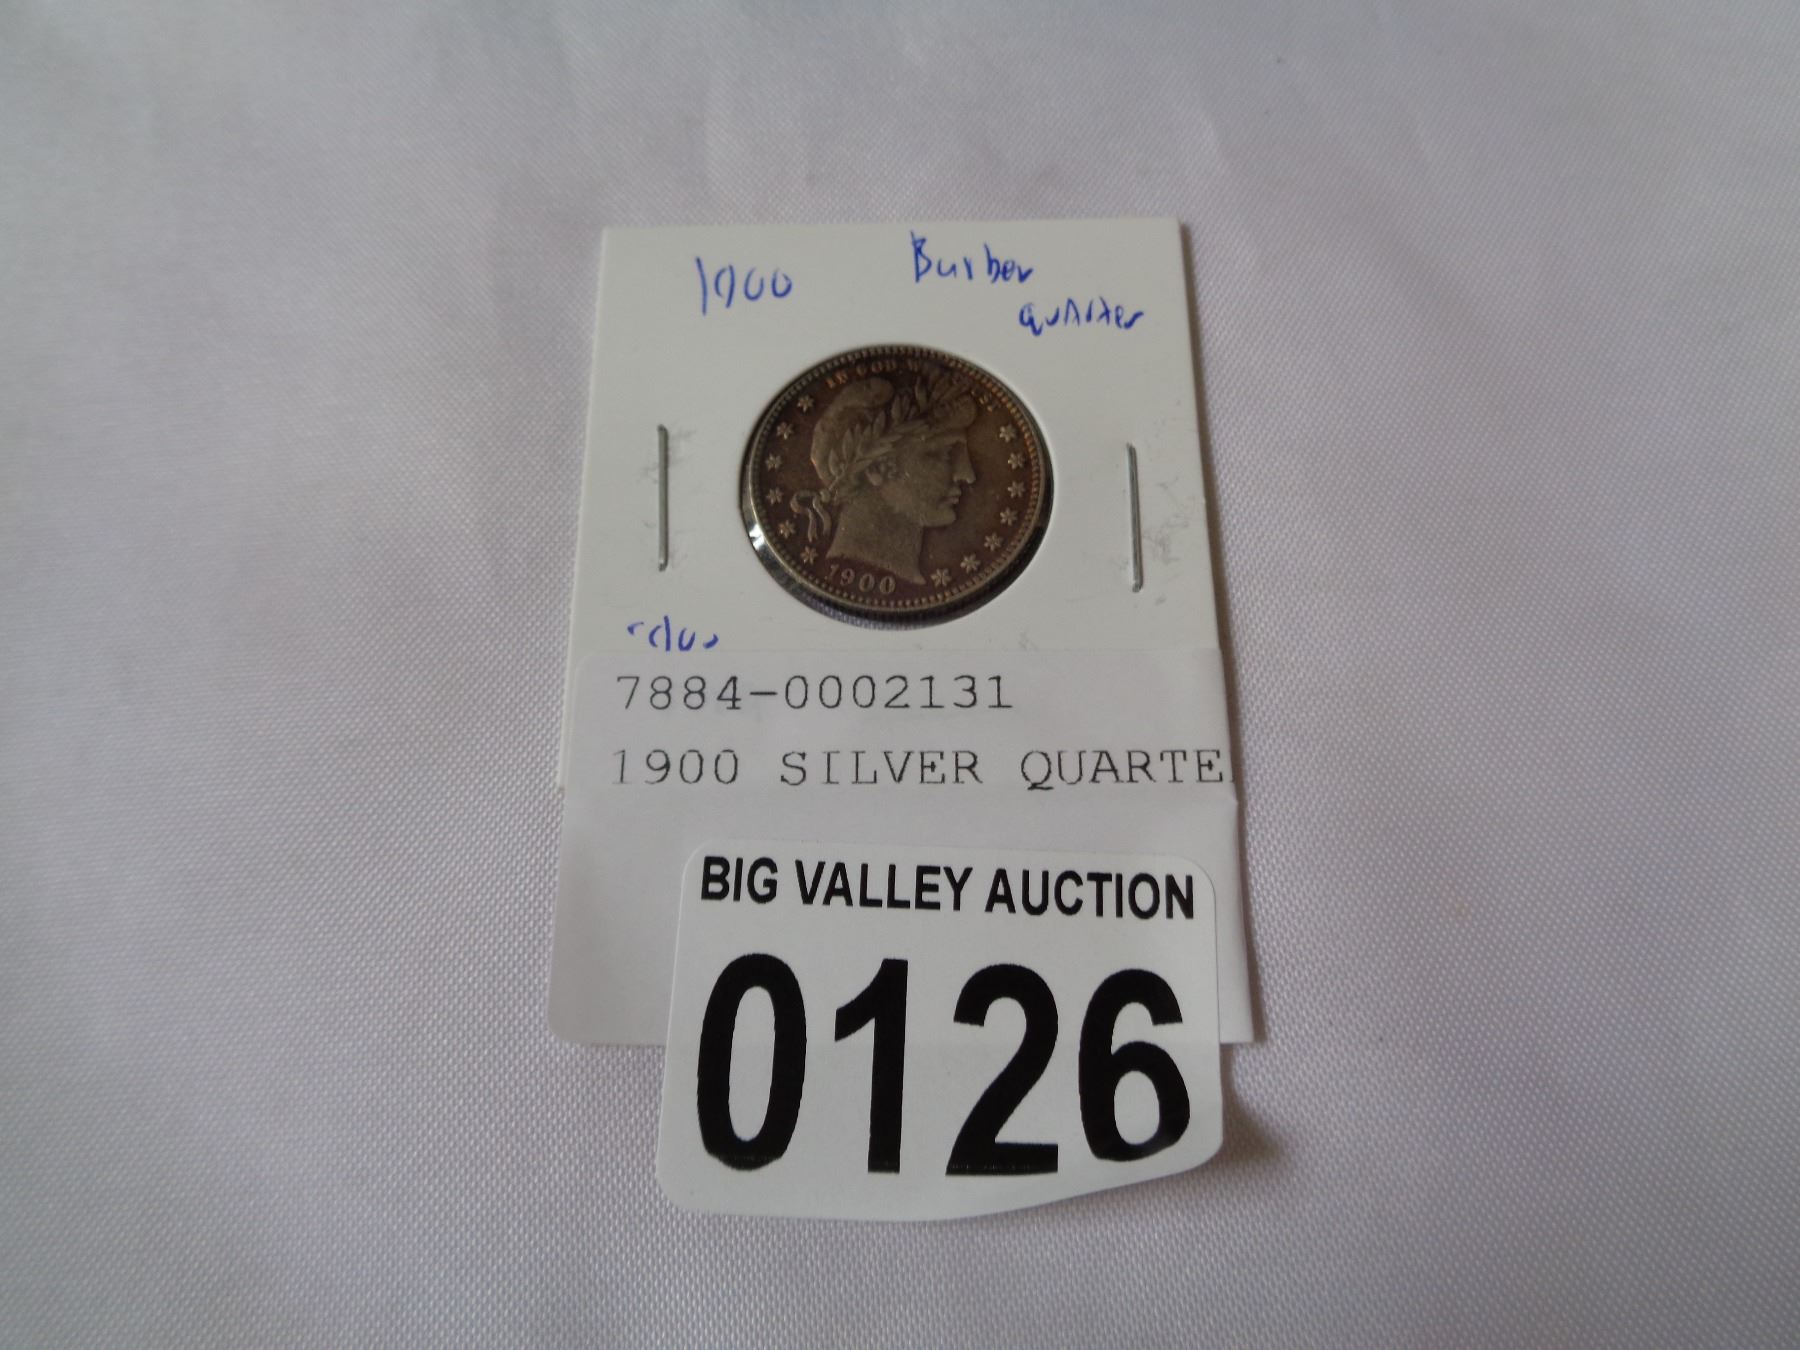 1900 Barber
quarter
IN GOD WE TRUST
1900
7884-0002131
1900 SILVER QUARTE
BIG VALLEY AUCTION
0126